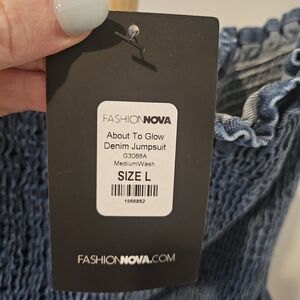 FASHIONNOVA
About To Glow
Denim Jumpsuit
G3088A
MediumWash
SIZE L
1566882
FASHIONNOVA.COM